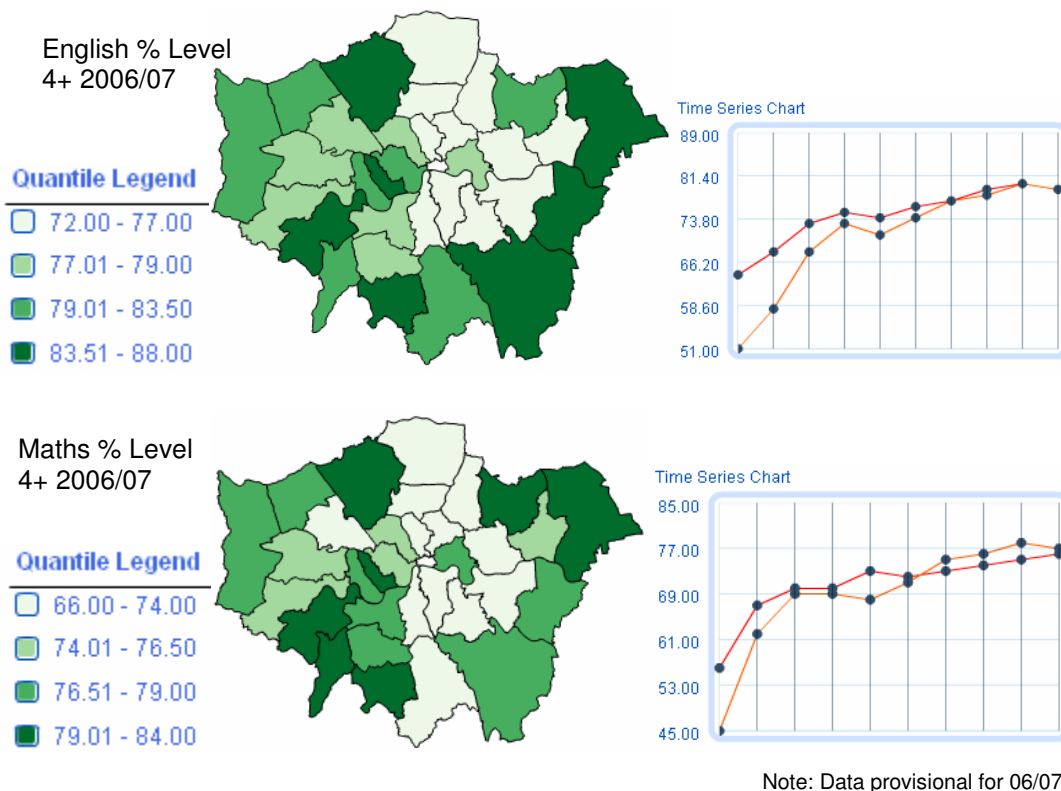 English % Level
4+ 2006/07
Quantile Legend
72.00 - 77.00
77.01 - 79.00
79.01 - 83.50
83.51 - 88.00
Time Series Chart
89.00
81.40
73.80
66.20
58.60
51.00
Maths % Level
4+ 2006/07
Quantile Legend
66.00 - 74.00
74.01 - 76.50
76.51 - 79.00
79.01 - 84.00
Time Series Chart
85.00
77.00
69.00
61.00
53.00
45.00
Note: Data provisional for 06/07